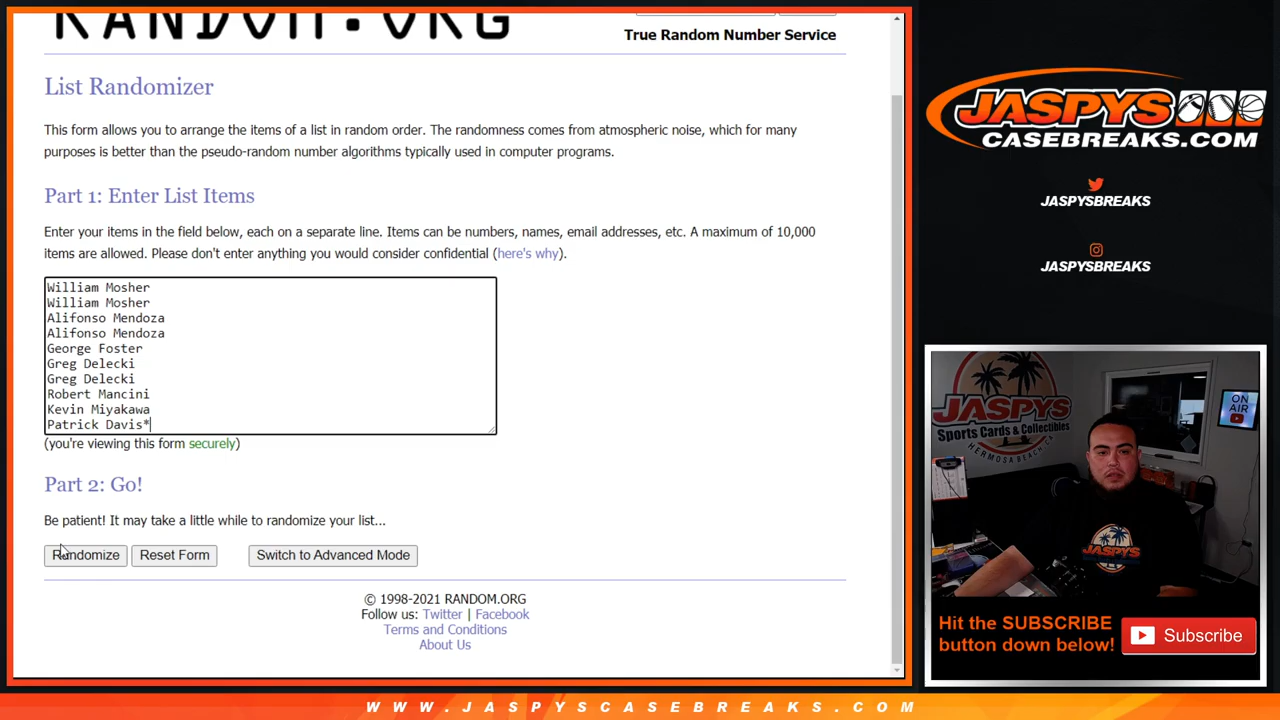 RANDOM.ORG
True Random Number Service
List Randomizer
This form allows you to arrange the items of a list in random order. The randomness comes from atmospheric noise, which for many
purposes is better than the pseudo-random number algorithms typically used in computer programs.
Part 1: Enter List Items
Enter your items in the field below, each on a separate line. Items can be numbers, names, email addresses, etc. A maximum of 10,000
items are allowed. Please don't enter anything you would consider confidential (here's why).
William Mosher
William Mosher
Alifonso Mendoza
Alifonso Mendoza
George Foster
Greg Delecki
Greg Delecki
Robert Mancini
Kevin Miyakawa
Patrick Davis*
(you're viewing this form securely)
Part 2: Go!
Be patient! It may take a little while to randomize your list...
Randomize
Reset Form
Switch to Advanced Mode
© 1998-2021 RANDOM.ORG
Follow us: Twitter | Facebook
Terms and Conditions
About Us
JASPYS
CASEBREAKS.COM
JASPYSBREAKS
JASPYSBREAKS
JASPYS
Sports Cards & Collectibles
HERMOSA BEACH, CA
ON
AIR
JASPYS
Hit the SUBSCRIBE
button down below!
Subscribe
WWW.JASPYSCASEBREAKS.COM